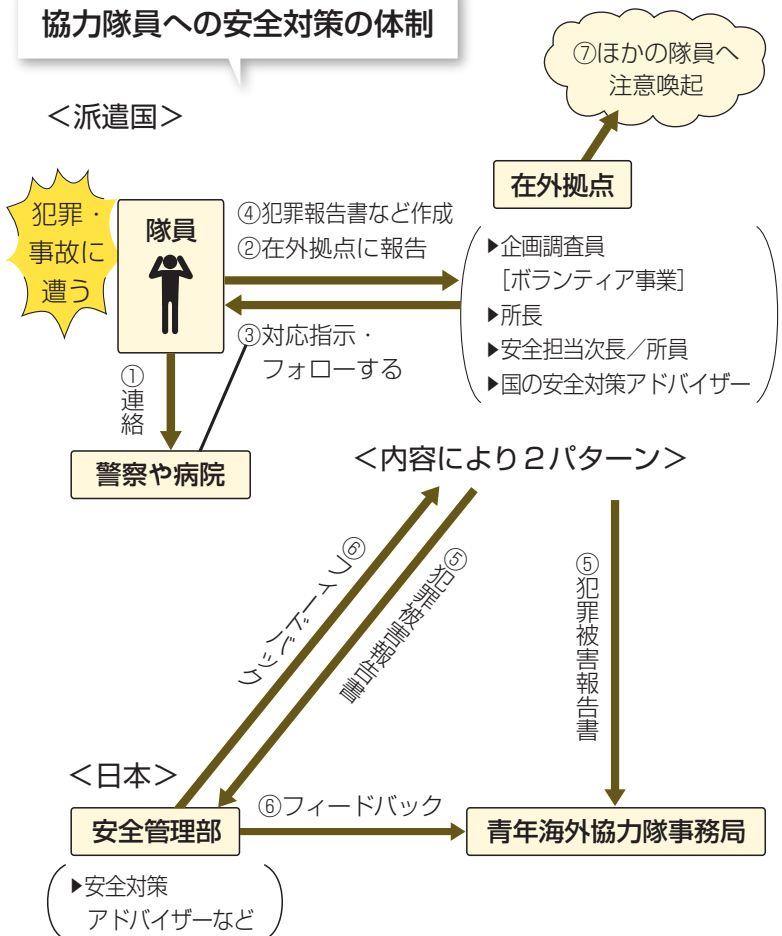 協力隊員への安全対策の体制
⑦ほかの隊員へ
注意喚起
＜派遣国＞
在外拠点
犯罪・
事故に
遭う
隊員
④犯罪報告書など作成
②在外拠点に報告
▶企画調査員
［ボランティア事業］
▶所長
▶安全担当次長／所員
▶国の安全対策アドバイザー
③対応指示・
フォローする
①連絡
警察や病院
＜内容により２パターン＞
⑥フィードバック
⑤犯罪被害報告書
⑤犯罪被害報告書
＜日本＞
安全管理部
⑥フィードバック
青年海外協力隊事務局
▶安全対策
アドバイザーなど